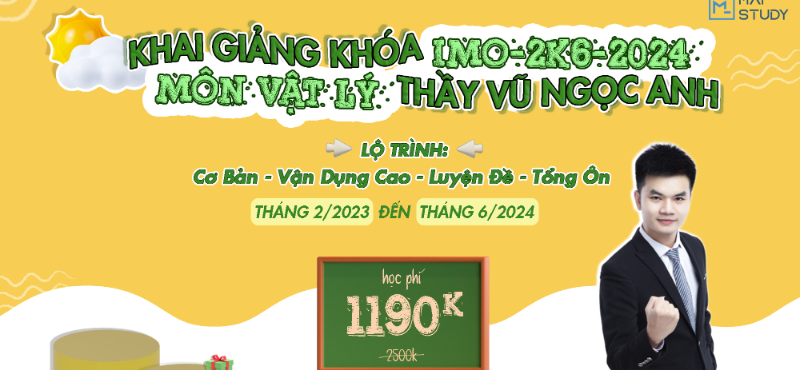 MAP
STUDY
KHAI GIẢNG KHÓA IMO-2K6-2024
MÔN VẬT LÝ THẦY VŨ NGỌC ANH
LỘ TRÌNH:
Cơ Bản - Vận Dụng Cao - Luyện Đề - Tổng Ôn
THÁNG 2/2023 ĐẾN THÁNG 6/2024
học phí
1190K
2500k